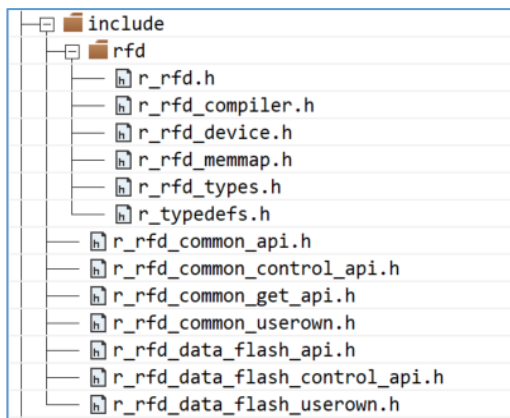 include
rfd
r_rfd.h
r_rfd_compiler.h
r_rfd_device.h
r_rfd_memmap.h
r_rfd_types.h
r_typedefs.h
r_rfd_common_api.h
r_rfd_common_control_api.h
r_rfd_common_get_api.h
r_rfd_common_userown.h
r_rfd_data_flash_api.h
r_rfd_data_flash_control_api.h
r_rfd_data_flash_userown.h